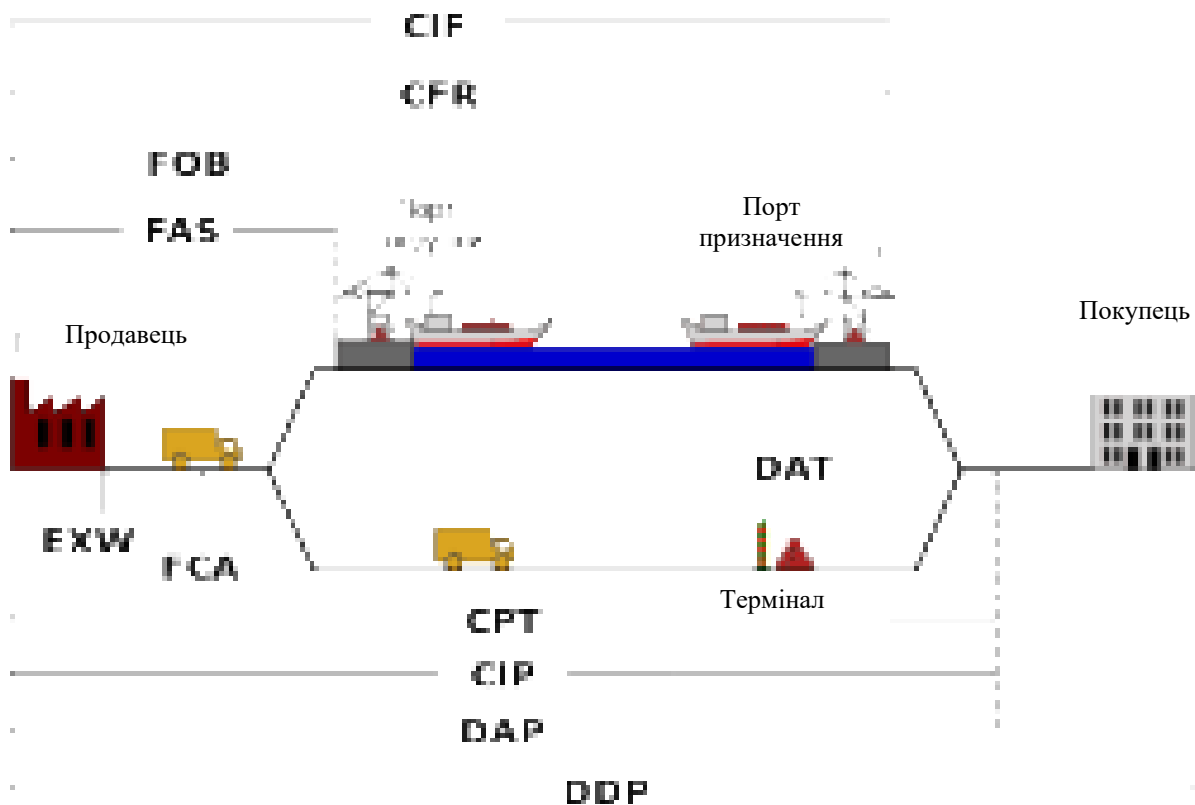 CIF
CFR
FOB
FAS
Порт
призначення
Продавець
Покупець
DAT
EXW
FCA
Термінал
CPT
CIP
DAP
DDP